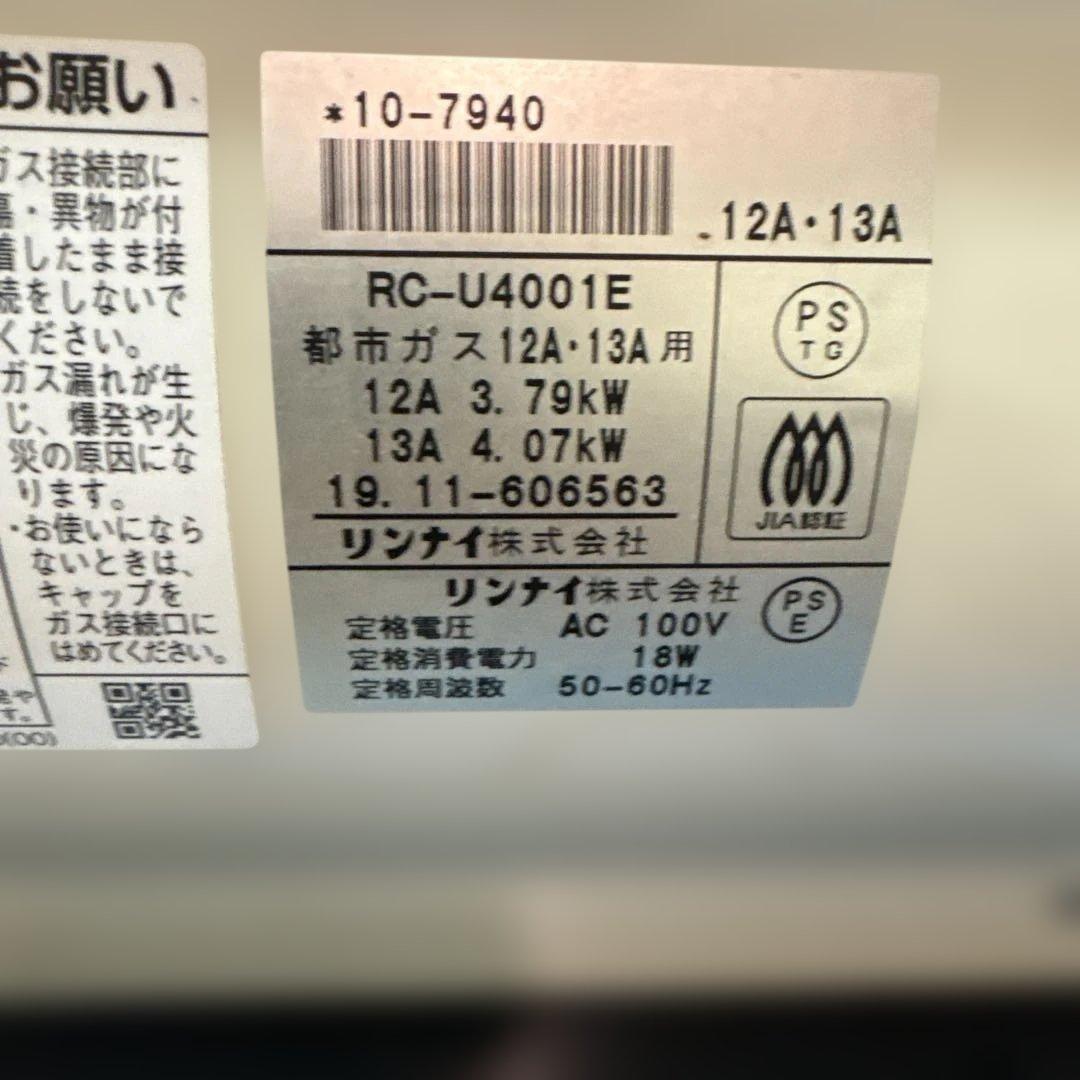 お願い
ガス接続部に
傷・異物が付
着したまま接
続をしないで
ください。
ガス漏れが生
じ、爆発や火
災の原因にな
ります。
・お使いになら
ないときは、
キャップを
ガス接続口に
はめてください。
す。
(00)
*10-7940
12A・13A
RC-U4001E
都市ガス12A・13A用
12A 3.79kW
13A 4.07kW
19.11-606563
リンナイ株式会社
PS
TG
JIA認証
リンナイ株式会社
PS
E
定格電圧 AC 100V
定格消費電力 18W
定格周波数 50-60Hz